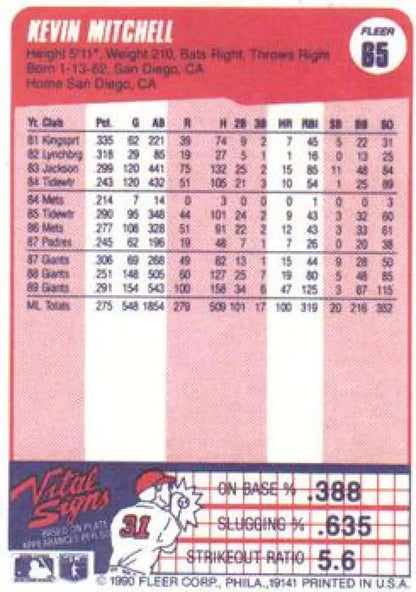 KEVIN MITCHELL
FLEER
65
Height 5'11", Weight 210, Bats Right, Throws Right
Born 1-13-62, San Diego, CA
Home San Diego, CA
Yr. Club Pct. G AB R H 2B 3B HR RBI SB BB SO
81 Kingsprt .335 62 221 39 74 9 2 7 45 5 22 31
82 Lynchbrg .318 29 85 19 27 5 1 1 16 0 13 25
83 Jackson .299 120 441 75 132 25 2 15 85 11 48 84
84 Tidewtr .243 120 432 51 105 21 3 10 54 1 25 89
84 Mets .214 7 14 0 3 0 0 0 1 0 0 3
85 Tidewtr .290 95 348 44 101 24 2 9 43 3 32 60
86 Mets .277 108 328 51 91 22 2 12 43 3 33 61
87 Padres .245 62 196 19 48 7 1 7 26 0 20 38
87 Giants .306 69 268 49 82 13 1 15 44 9 28 50
88 Giants .251 148 505 60 127 25 7 19 80 5 48 85
89 Giants .291 154 543 100 158 34 6 47 125 3 87 115
ML Totals .275 548 1854 279 509 101 17 100 319 20 216 352
Vital Signs
BASED ON PLATE
APPEARANCES PER
31
ON BASE % .388
SLUGGING % .635
STRIKEOUT RATIO 5.6
© 1990 FLEER CORP., PHILA., 19141 PRINTED IN U.S.A.